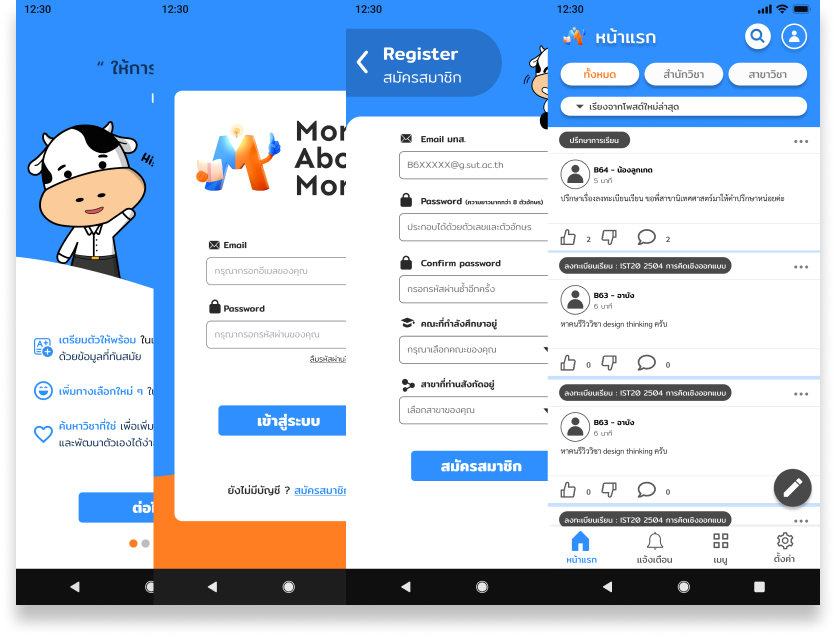 12:30
“ ให้การ
Hi
เตรียมตัวให้พร้อม
ด้วยข้อมูลที่ทันสมัย
เพิ่มทางเลือกใหม่ ๆ
ค้นหาวิชาที่ใช่ เพื่อเพิ่ม
และพัฒนาตัวเองได้ง่า
ต่อ
12:30
Mor
Abo
Mor
Email
กรุณากรอกอีเมลของคุณ
Password
กรุณากรอกรหัสผ่านของคุณ
ลืมรหัสผ่าน
เข้าสู่ระบบ
ยังไม่มีบัญชี ? สมัครสมาชิก
12:30
Register
สมัครสมาชิก
Email มทส.
B6XXXXX@g.sut.ac.th
Password (ความยาวมากกว่า 8 ตัวอักษร)
ประกอบได้ด้วยตัวเลขและตัวอักษร
Confirm password
กรอกรหัสผ่านซ้ำอีกครั้ง
คณะที่กำลังศึกษาอยู่
กรุณาเลือกคณะของคุณ
สาขาที่ท่านสังกัดอยู่
เลือกสาขาของคุณ
สมัครสมาชิก
12:30
หน้าแรก
ทั้งหมด สำนักวิชา สาขาวิชา
เรียงจากโพสต์ใหม่ล่าสุด
ปรึกษาการเรียน
B64 - น้องลูกเกด
5 นาที
ปรึกษาเรื่องลงทะเบียนเรียน ขอพี่สาขานิเทศศาสตร์มาให้คำปรึกษาหน่อยค่ะ
2 2
ลงทะเบียนเรียน : IST20 2504 การคิดเชิงออกแบบ
B63 - อามัง
6 นาที
หาคนรีวิววิชา design thinking ครับ
0 0
ลงทะเบียนเรียน : IST20 2504 การคิดเชิงออกแบบ
B63 - อามัง
6 นาที
หาคนรีวิววิชา design thinking ครับ
0 0
ลงทะเบียนเรียน : IST20 2504 การคิดเชิงออกแบบ
หน้าแรก แจ้งเตือน เมนู ตั้งค่า